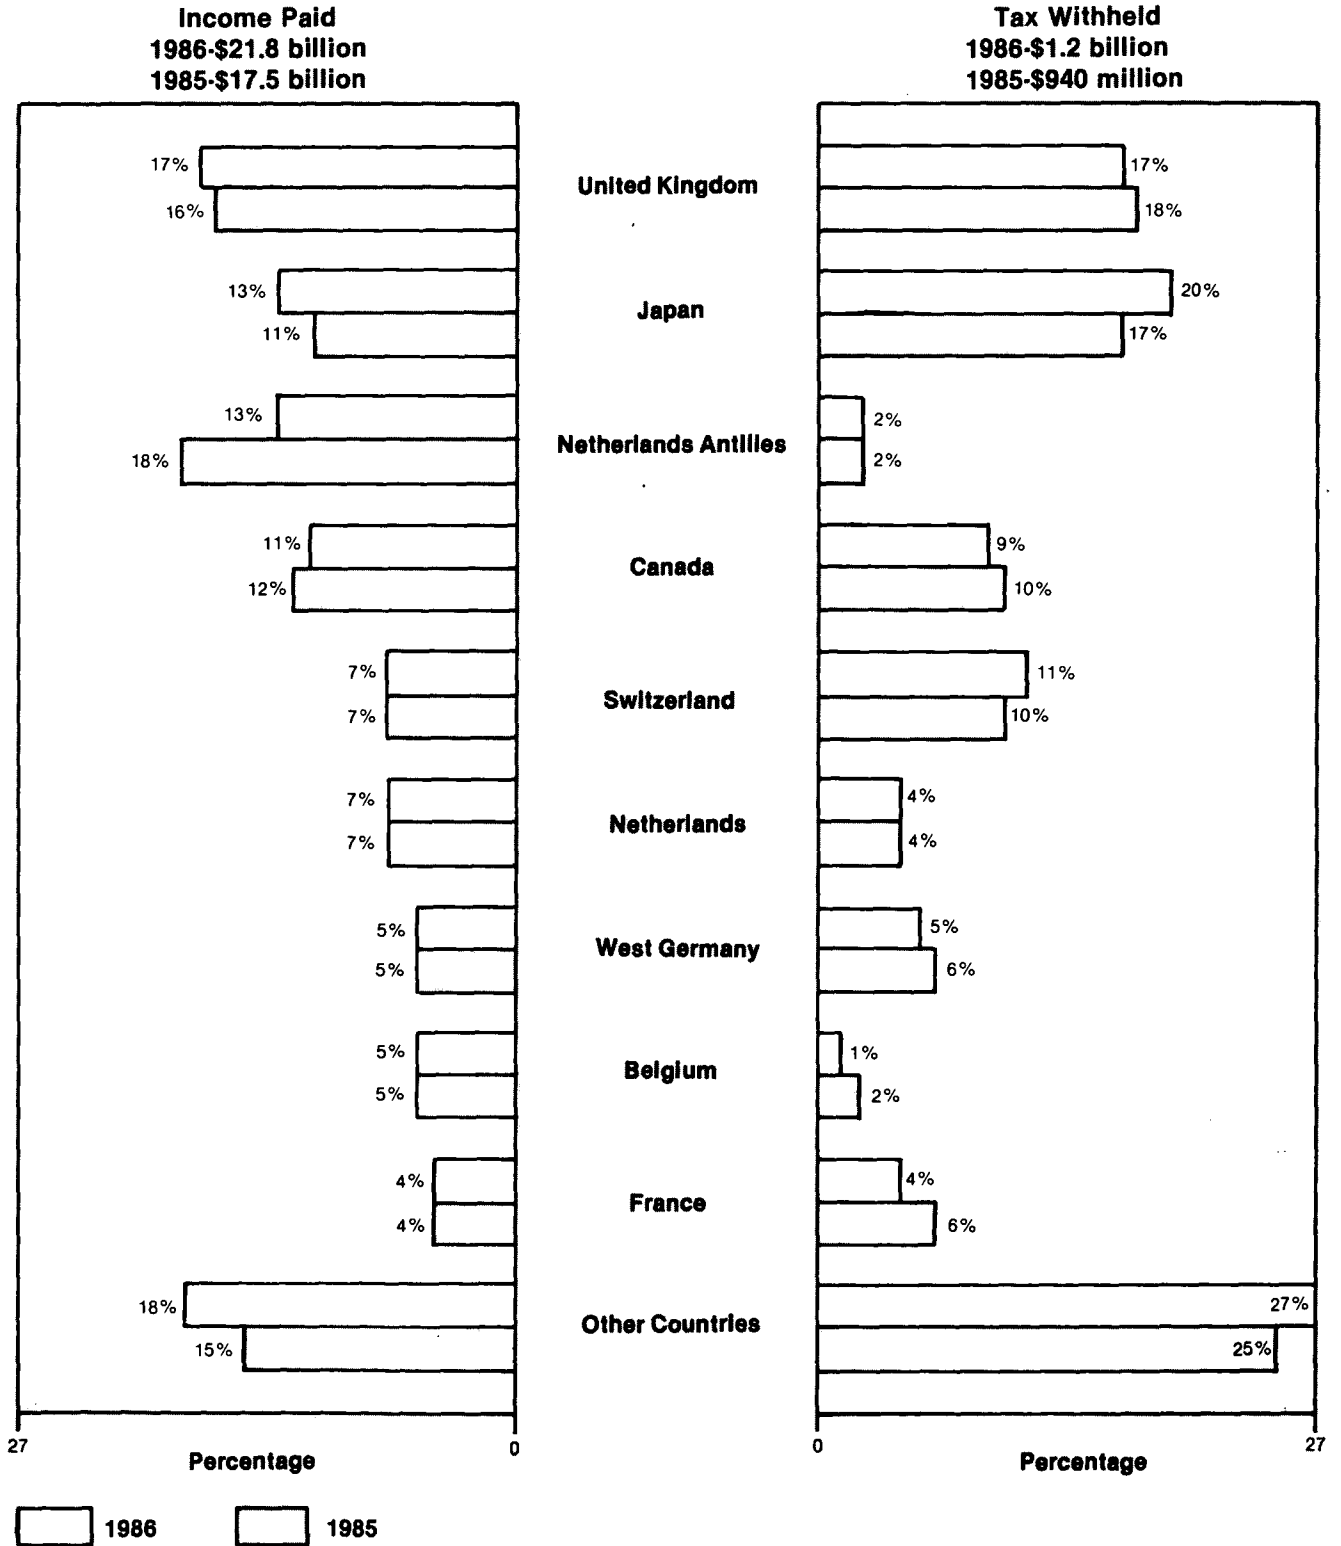 Income Paid
1986-$21.8 billion
1985-$17.5 billion
Tax Withheld
1986-$1.2 billion
1985-$940 million
17%
16%
United Kingdom
17%
18%
13%
11%
Japan
20%
17%
13%
18%
Netherlands Antilles
2%
2%
11%
12%
Canada
9%
10%
7%
7%
Switzerland
11%
10%
7%
7%
Netherlands
4%
4%
5%
5%
West Germany
5%
6%
5%
5%
Belgium
1%
2%
4%
4%
France
4%
6%
18%
15%
Other Countries
27%
25%
27
0
Percentage
0
27
Percentage
1986
1985